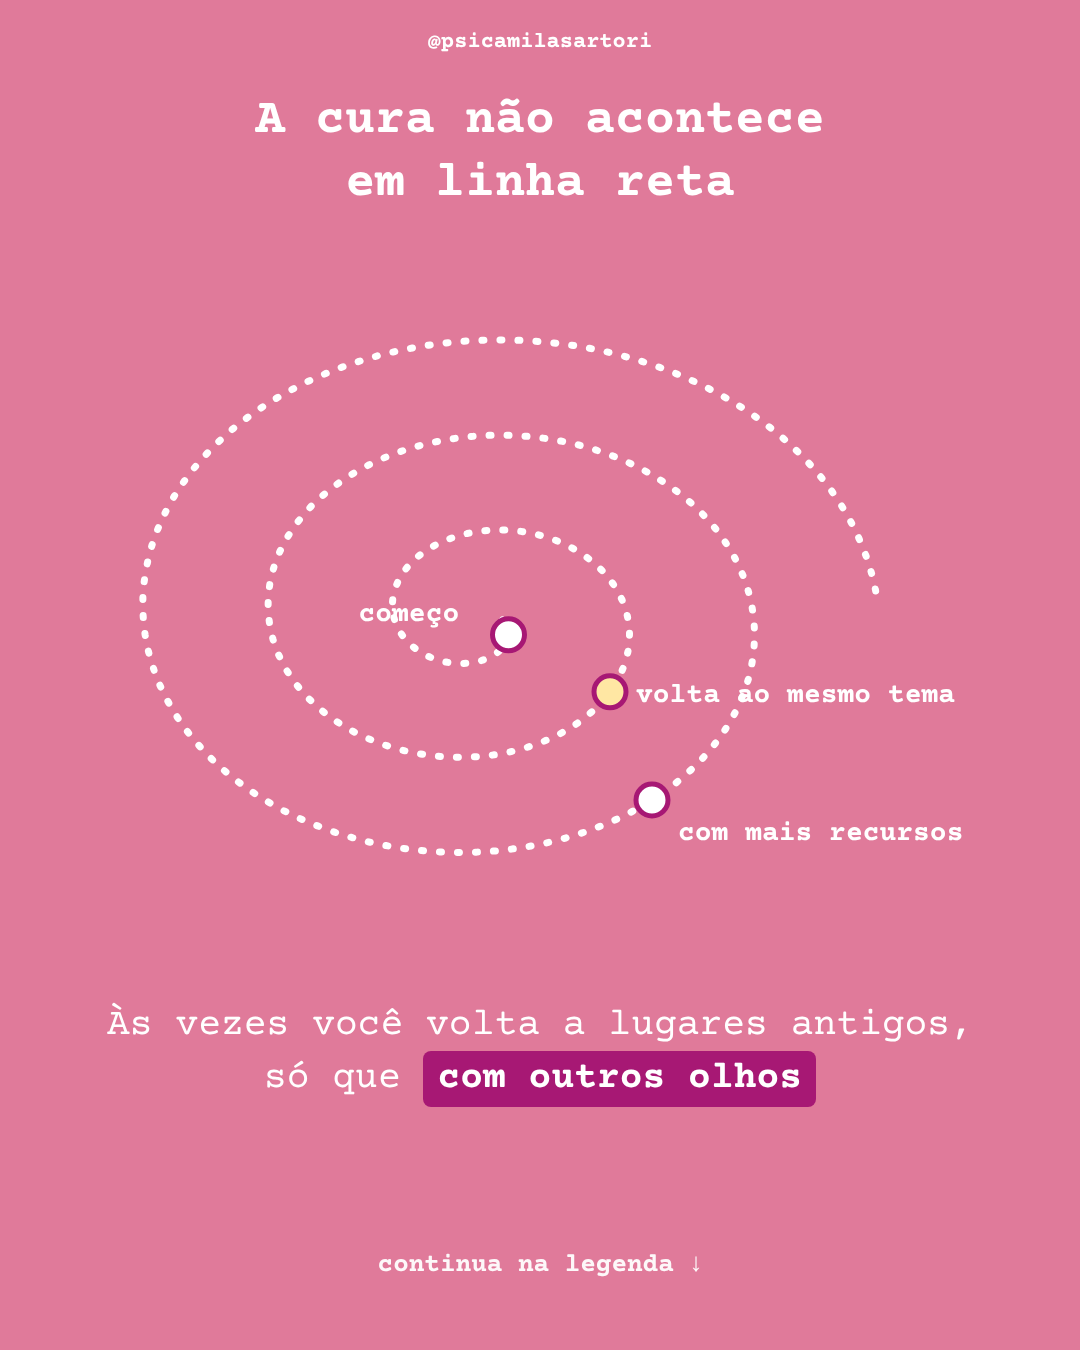 @psicamilasartori
A cura não acontece
em linha reta
começo
volta ao mesmo tema
com mais recursos
Às vezes você volta a lugares antigos,
só que com outros olhos
continua na legenda ↓